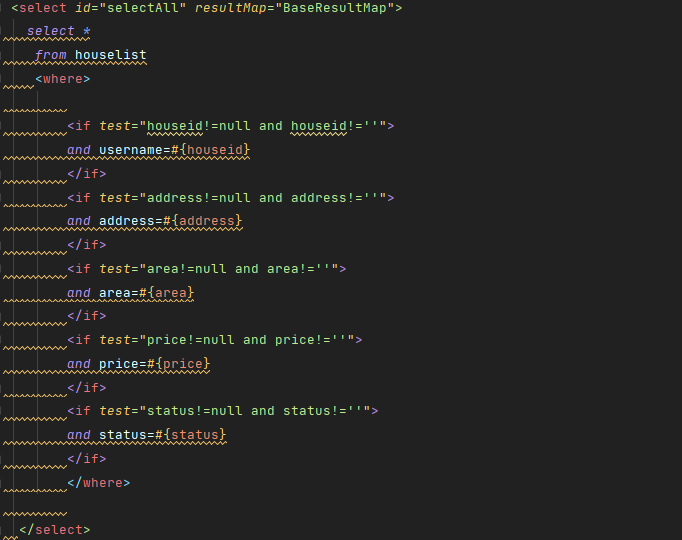 <select id="selectAll" resultMap="BaseResultMap">
select *
from houselist
<where>
<if test="houseid!=null and houseid!=''">
and username=#{houseid}
</if>
<if test="address!=null and address!=''">
and address=#{address}
</if>
<if test="area!=null and area!=''">
and area=#{area}
</if>
<if test="price!=null and price!=''">
and price=#{price}
</if>
<if test="status!=null and status!=''">
and status=#{status}
</if>
</where>
</select>